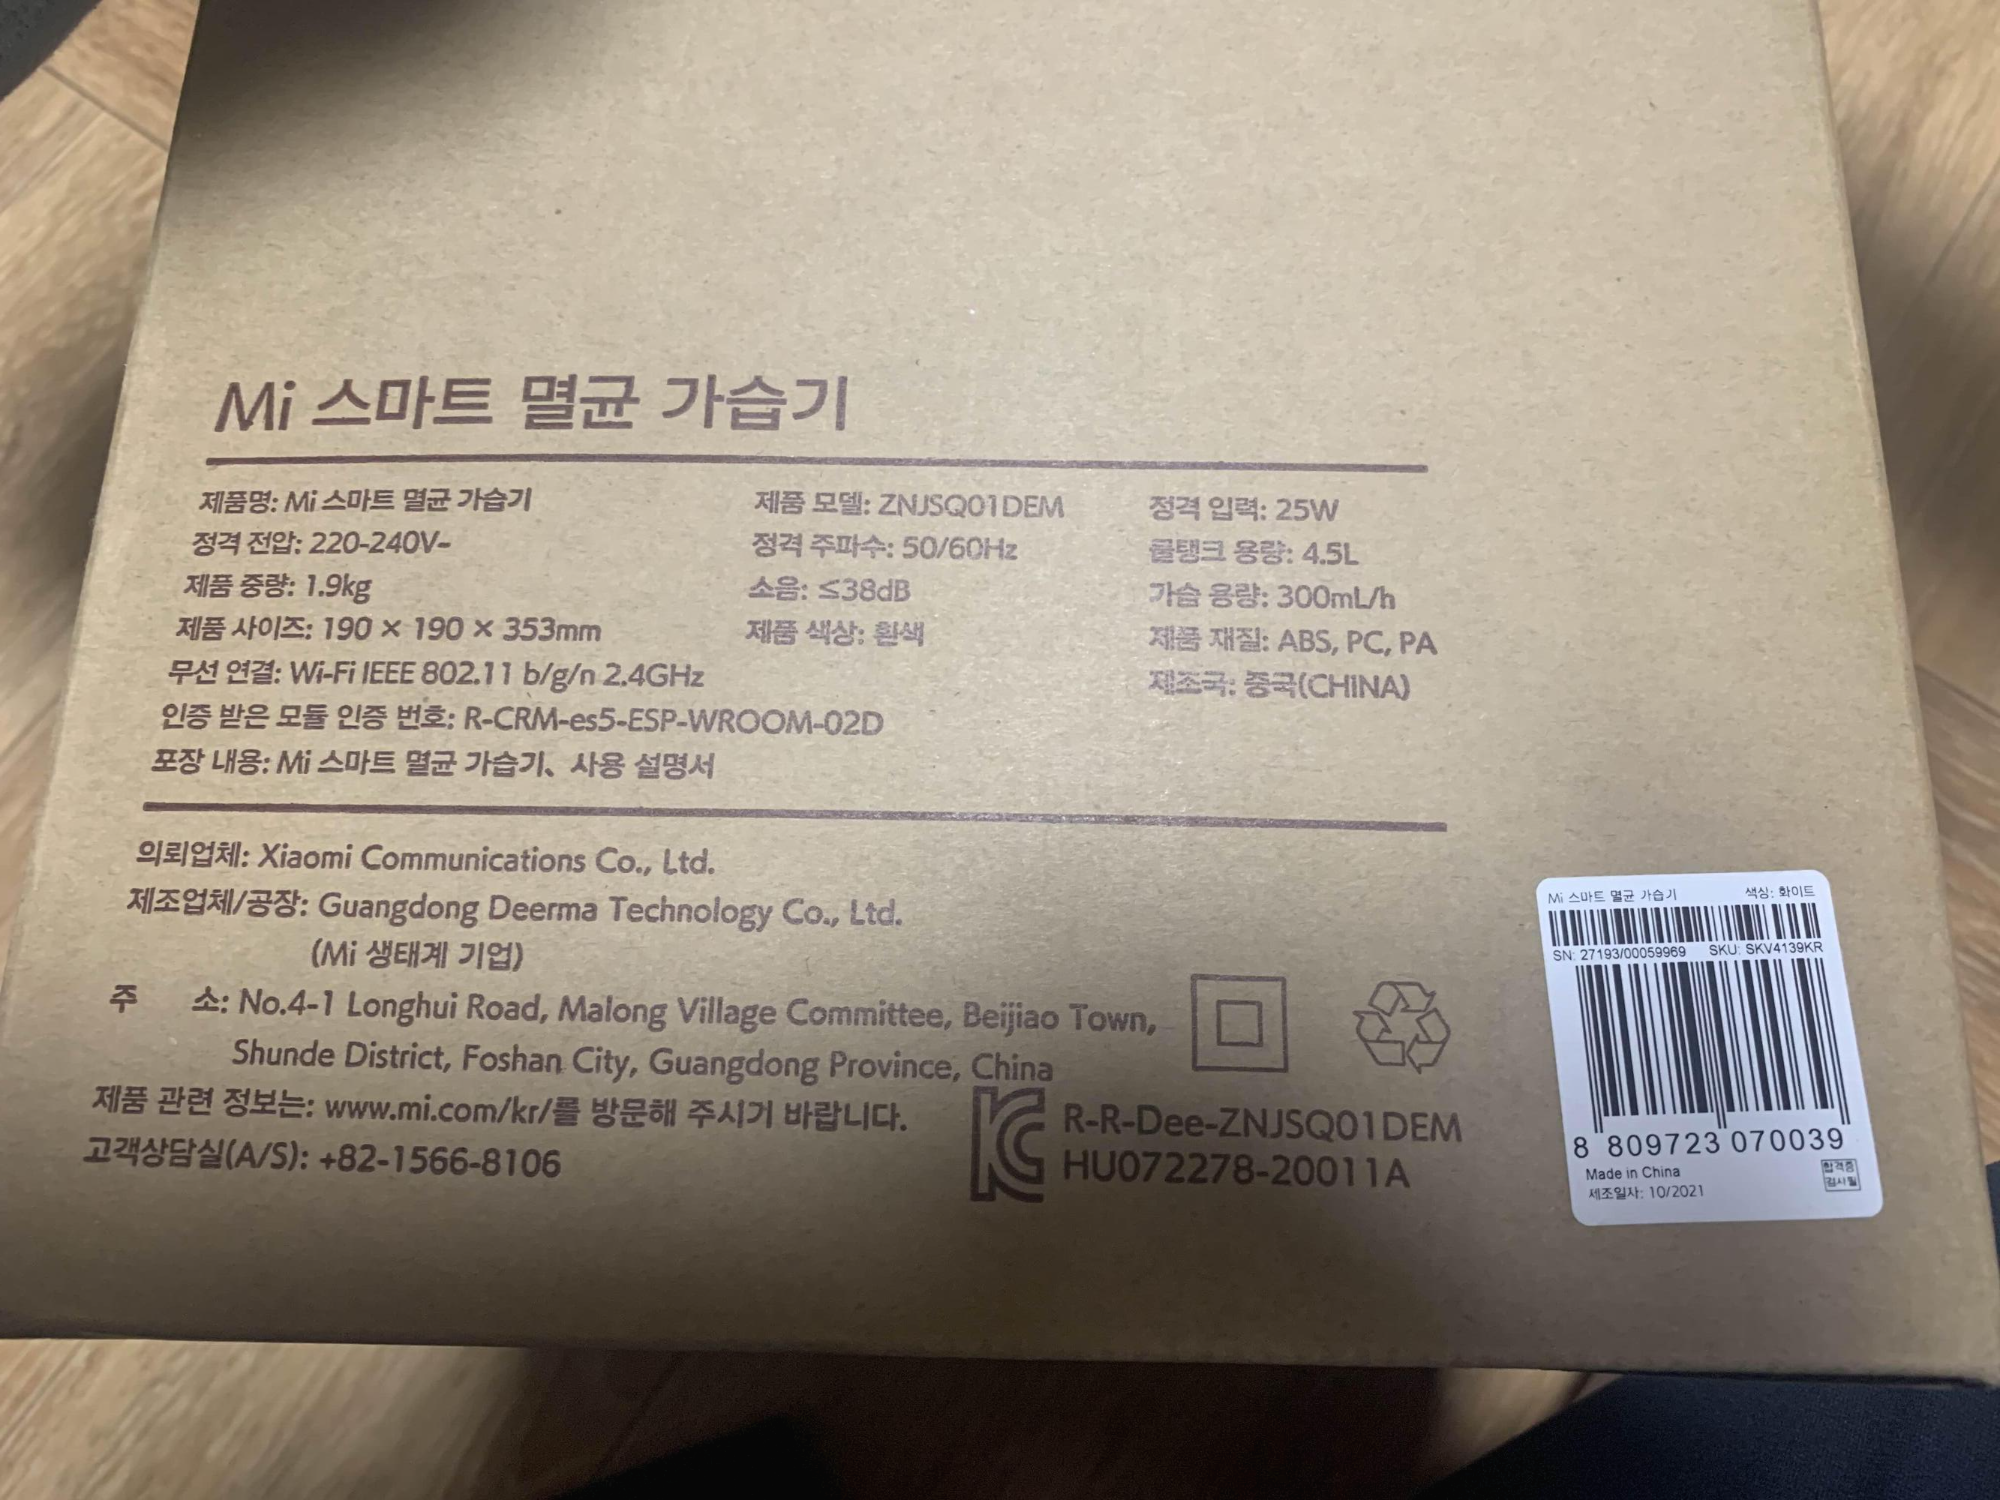 Mi 스마트 멸균 가습기
제품명: Mi 스마트 멸균 가습기 제품 모델: ZNJSQ01DEM 정격 입력: 25W
정격 전압: 220-240V~ 정격 주파수: 50/60Hz 물탱크 용량: 4.5L
제품 중량: 1.9kg 소음: ≤38dB 가습 용량: 300mL/h
제품 사이즈: 190 × 190 × 353mm 제품 색상: 흰색 제품 재질: ABS, PC, PA
무선 연결: Wi-Fi IEEE 802.11 b/g/n 2.4GHz 제조국: 중국(CHINA)
인증 받은 모듈 인증 번호: R-CRM-es5-ESP-WROOM-02D
포장 내용: Mi 스마트 멸균 가습기、사용 설명서
의뢰업체: Xiaomi Communications Co., Ltd.
제조업체/공장: Guangdong Deerma Technology Co., Ltd.
(Mi 생태계 기업)
주 소: No.4-1 Longhui Road, Malong Village Committee, Beijiao Town,
Shunde District, Foshan City, Guangdong Province, China
제품 관련 정보는: www.mi.com/kr/를 방문해 주시기 바랍니다.
고객상담실(A/S): +82-1566-8106
R-R-Dee-ZNJSQ01DEM
HU072278-20011A
Mi 스마트 멸균 가습기 색상: 화이트
SN: 27193/00059969 SKU: SKV4139KR
8 809723 070039
Made in China
제조일자: 10/2021
합격증
검사필